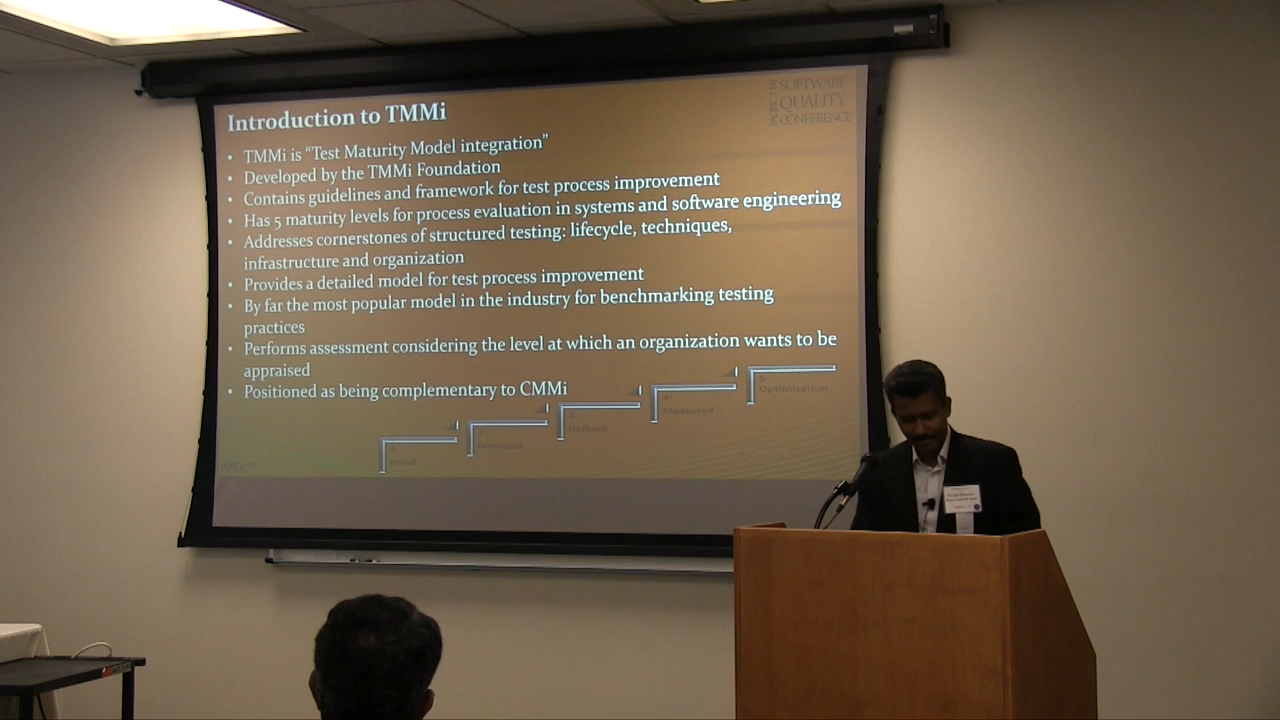 PACIFIC NW
SOFTWARE
QUALITY
CONFERENCE
Introduction to TMMi
• TMMi is “Test Maturity Model integration”
• Developed by the TMMi Foundation
• Contains guidelines and framework for test process improvement
• Has 5 maturity levels for process evaluation in systems and software engineering
• Addresses cornerstones of structured testing: lifecycle, techniques,
infrastructure and organization
• Provides a detailed model for test process improvement
• By far the most popular model in the industry for benchmarking testing
practices
• Performs assessment considering the level at which an organization wants to be
appraised
• Positioned as being complementary to CMMi
5-
Optimization
4-
Measured
Defined
Managed
Initial